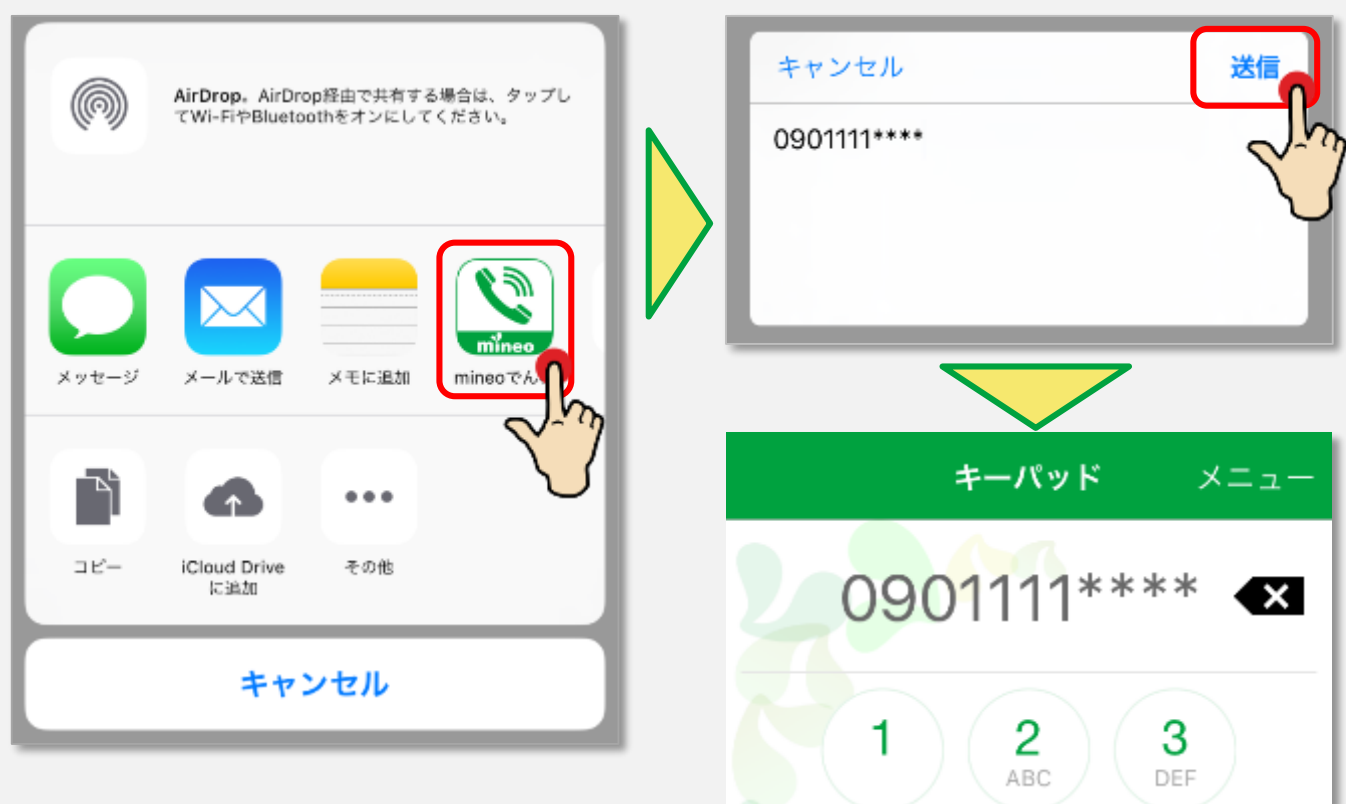 AirDrop。AirDrop経由で共有する場合は、タップし
てWi-FiやBluetoothをオンにしてください。
mineo
メッセージ
メールで送信
メモに追加
mineoでん
コピー
iCloud Drive
に追加
その他
キャンセル
キャンセル
送信
0901111****
キーパッド
メニュー
0901111****
1
2
3
ABC
DEF